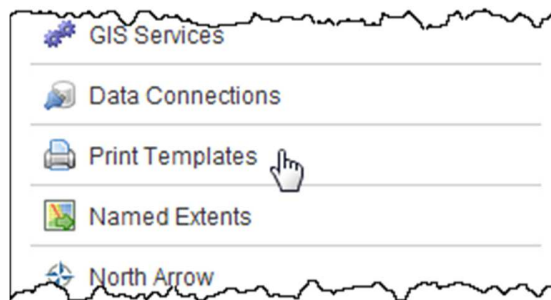 GIS Services
Data Connections
Print Templates
Named Extents
North Arrow